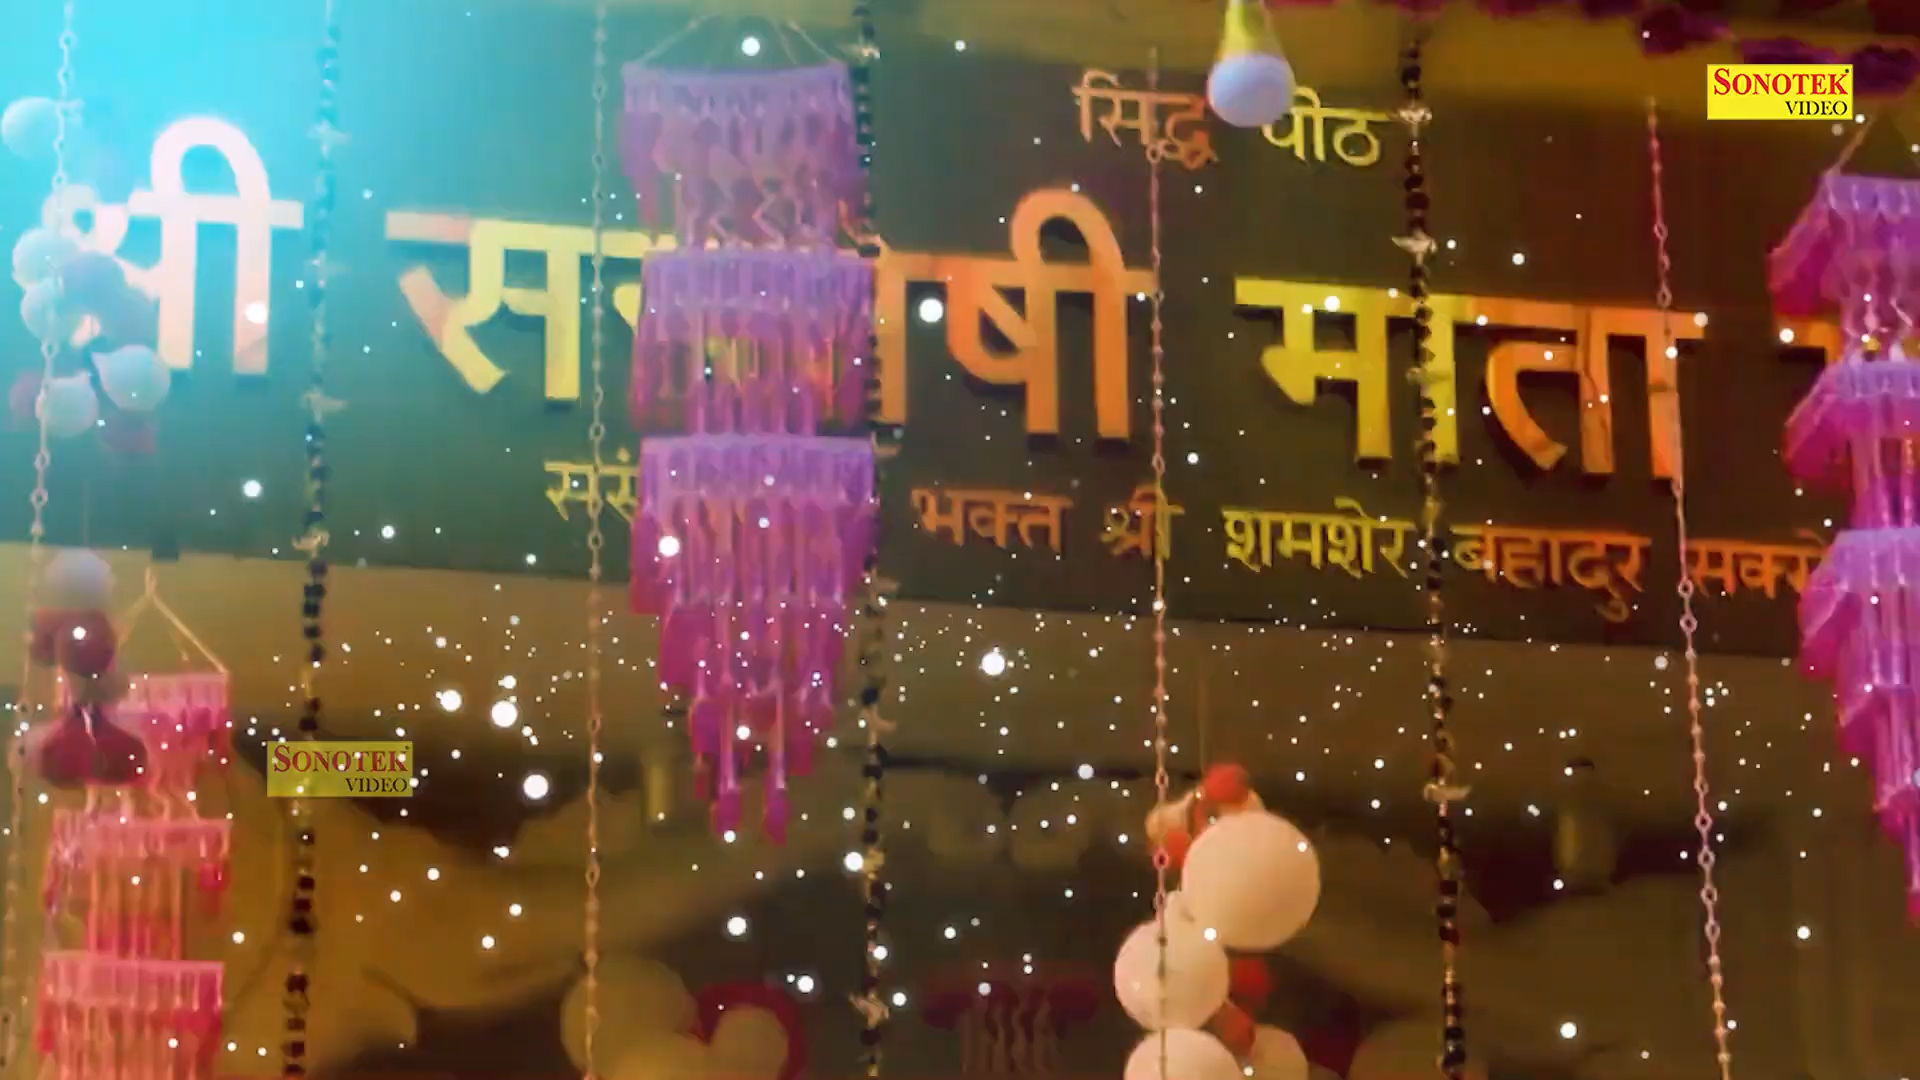 SONOTEK
VIDEO
सिद्ध पीठ
श्री माता
भक्त श्री शमशेर बहादुर
SONOTEK
VIDEO